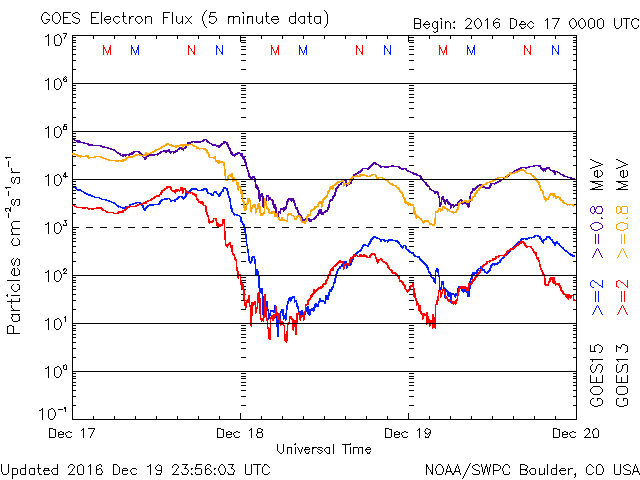 GOES Electron Flux (5 minute data)
Begin: 2016 Dec 17 0000 UTC
M M N N M M N N M M N N
10⁷
10⁶
10⁵
10⁴
10³
10²
10¹
10⁰
10⁻¹
Particles cm⁻²s⁻¹sr⁻¹
Dec 17 Dec 18 Dec 19 Dec 20
Universal Time
GOES15 >=2 >=0.8 MeV
GOES13 >=2 >=0.8 MeV
Updated 2016 Dec 19 23:56:03 UTC
NOAA/SWPC Boulder, CO USA